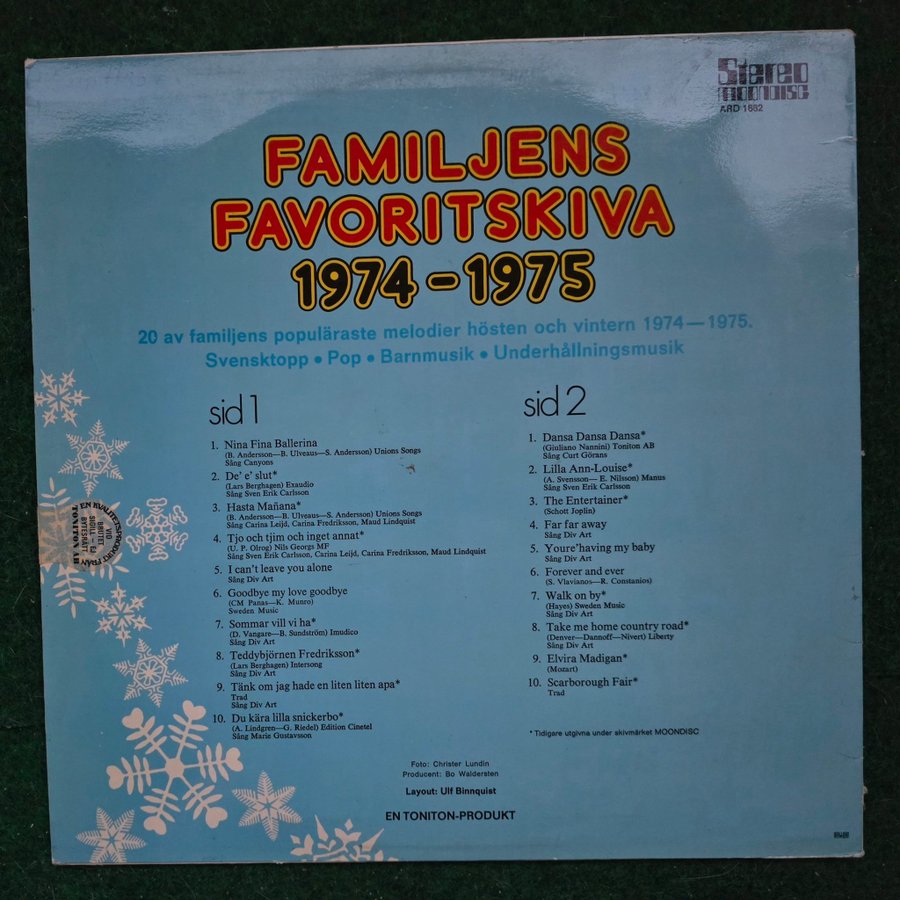 Stereo
MOONDISC
ARD 1682
FAMILJENS
FAVORITSKIVA
1974-1975
20 av familjens populäraste melodier hösten och vintern 1974—1975.
Svensktopp • Pop • Barnmusik • Underhållningsmusik
sid 1
1. Nina Fina Ballerina
(B. Andersson—B. Ulveaus—S. Andersson) Unions Songs
Sång Canyons
2. De' e' slut*
(Lars Berghagen) Exaudio
Sång Sven Erik Carlsson
3. Hasta Mañana*
(B. Andersson—B. Ulveaus—S. Andersson) Unions Songs
Sång Carina Leijd, Carina Fredriksson, Maud Lindquist
4. Tjo och tjim och inget annat*
(U. P. Olrog) Nils Georgs MF
Sång Sven Erik Carlsson, Carina Leijd, Carina Fredriksson, Maud Lindquist
5. I can't leave you alone
Sång Div Art
6. Goodbye my love goodbye
(CM Panas—K. Munro)
Sweden Music
7. Sommar vill vi ha*
(D. Vangare—B. Sundström) Imudico
Sång Div Art
8. Teddybjörnen Fredriksson*
(Lars Berghagen) Intersong
Sång Div Art
9. Tänk om jag hade en liten liten apa*
Trad
Sång Div Art
10. Du kära lilla snickerbo*
(A. Lindgren—G. Riedel) Edition Cinetel
Sång Marie Gustavsson
sid 2
1. Dansa Dansa Dansa*
(Giuliano Nannini) Toniton AB
Sång Curt Görans
2. Lilla Ann-Louise*
(A. Svensson— E. Nilsson) Manus
Sång Sven Erik Carlsson
3. The Entertainer*
(Schott Joplin)
4. Far far away
Sång Div Art
5. Youre'having my baby
Sång Div Art
6. Forever and ever
(S. Vlavianos—R. Constanios)
7. Walk on by*
(Hayes) Sweden Music
Sång Div Art
8. Take me home country road*
(Denver—Dannoff—Nivert) Liberty
Sång Div Art
9. Elvira Madigan*
(Mozart)
10. Scarborough Fair*
Trad
* Tidigare utgivna under skivmärket MOONDISC
EN KVALITETSPRODUKT FRÅN
TONITON AB
VID
BRUTET
SIGILL EJ
BYTESRÄTT
Foto: Christer Lundin
Producent: Bo Waldersten
Layout: Ulf Binnquist
EN TONITON-PRODUKT